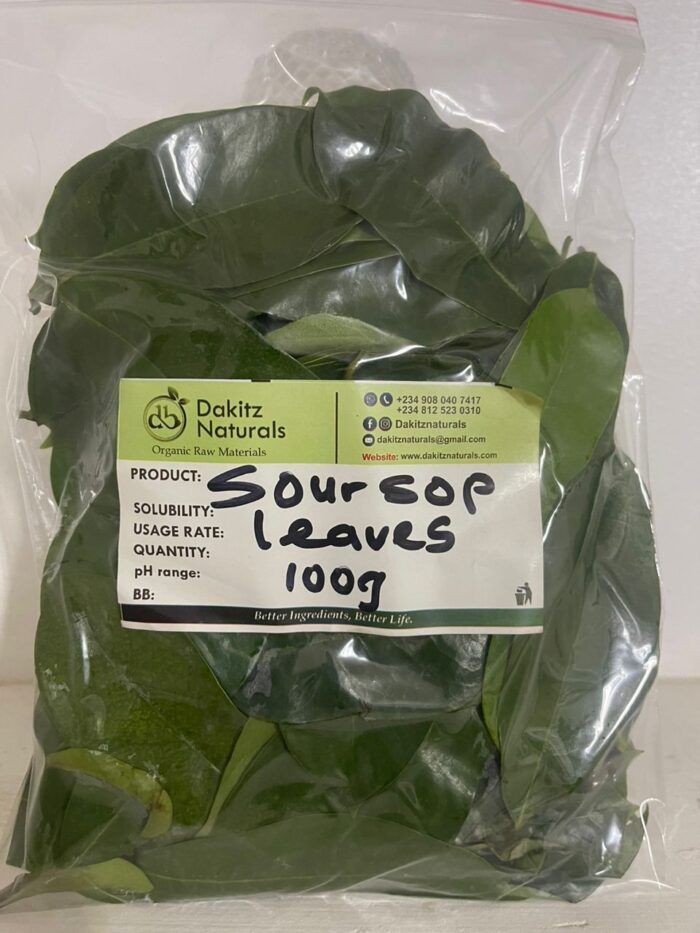 db
Dakitz
Naturals
Organic Raw Materials
+234 908 040 7417
+234 812 523 0310
Dakitznaturals
dakitznaturals@gmail.com
Website: www.dakitznaturals.com
PRODUCT: Soursop
SOLUBILITY:
USAGE RATE: leaves
QUANTITY:
pH range: 100g
BB:
Better Ingredients, Better Life.